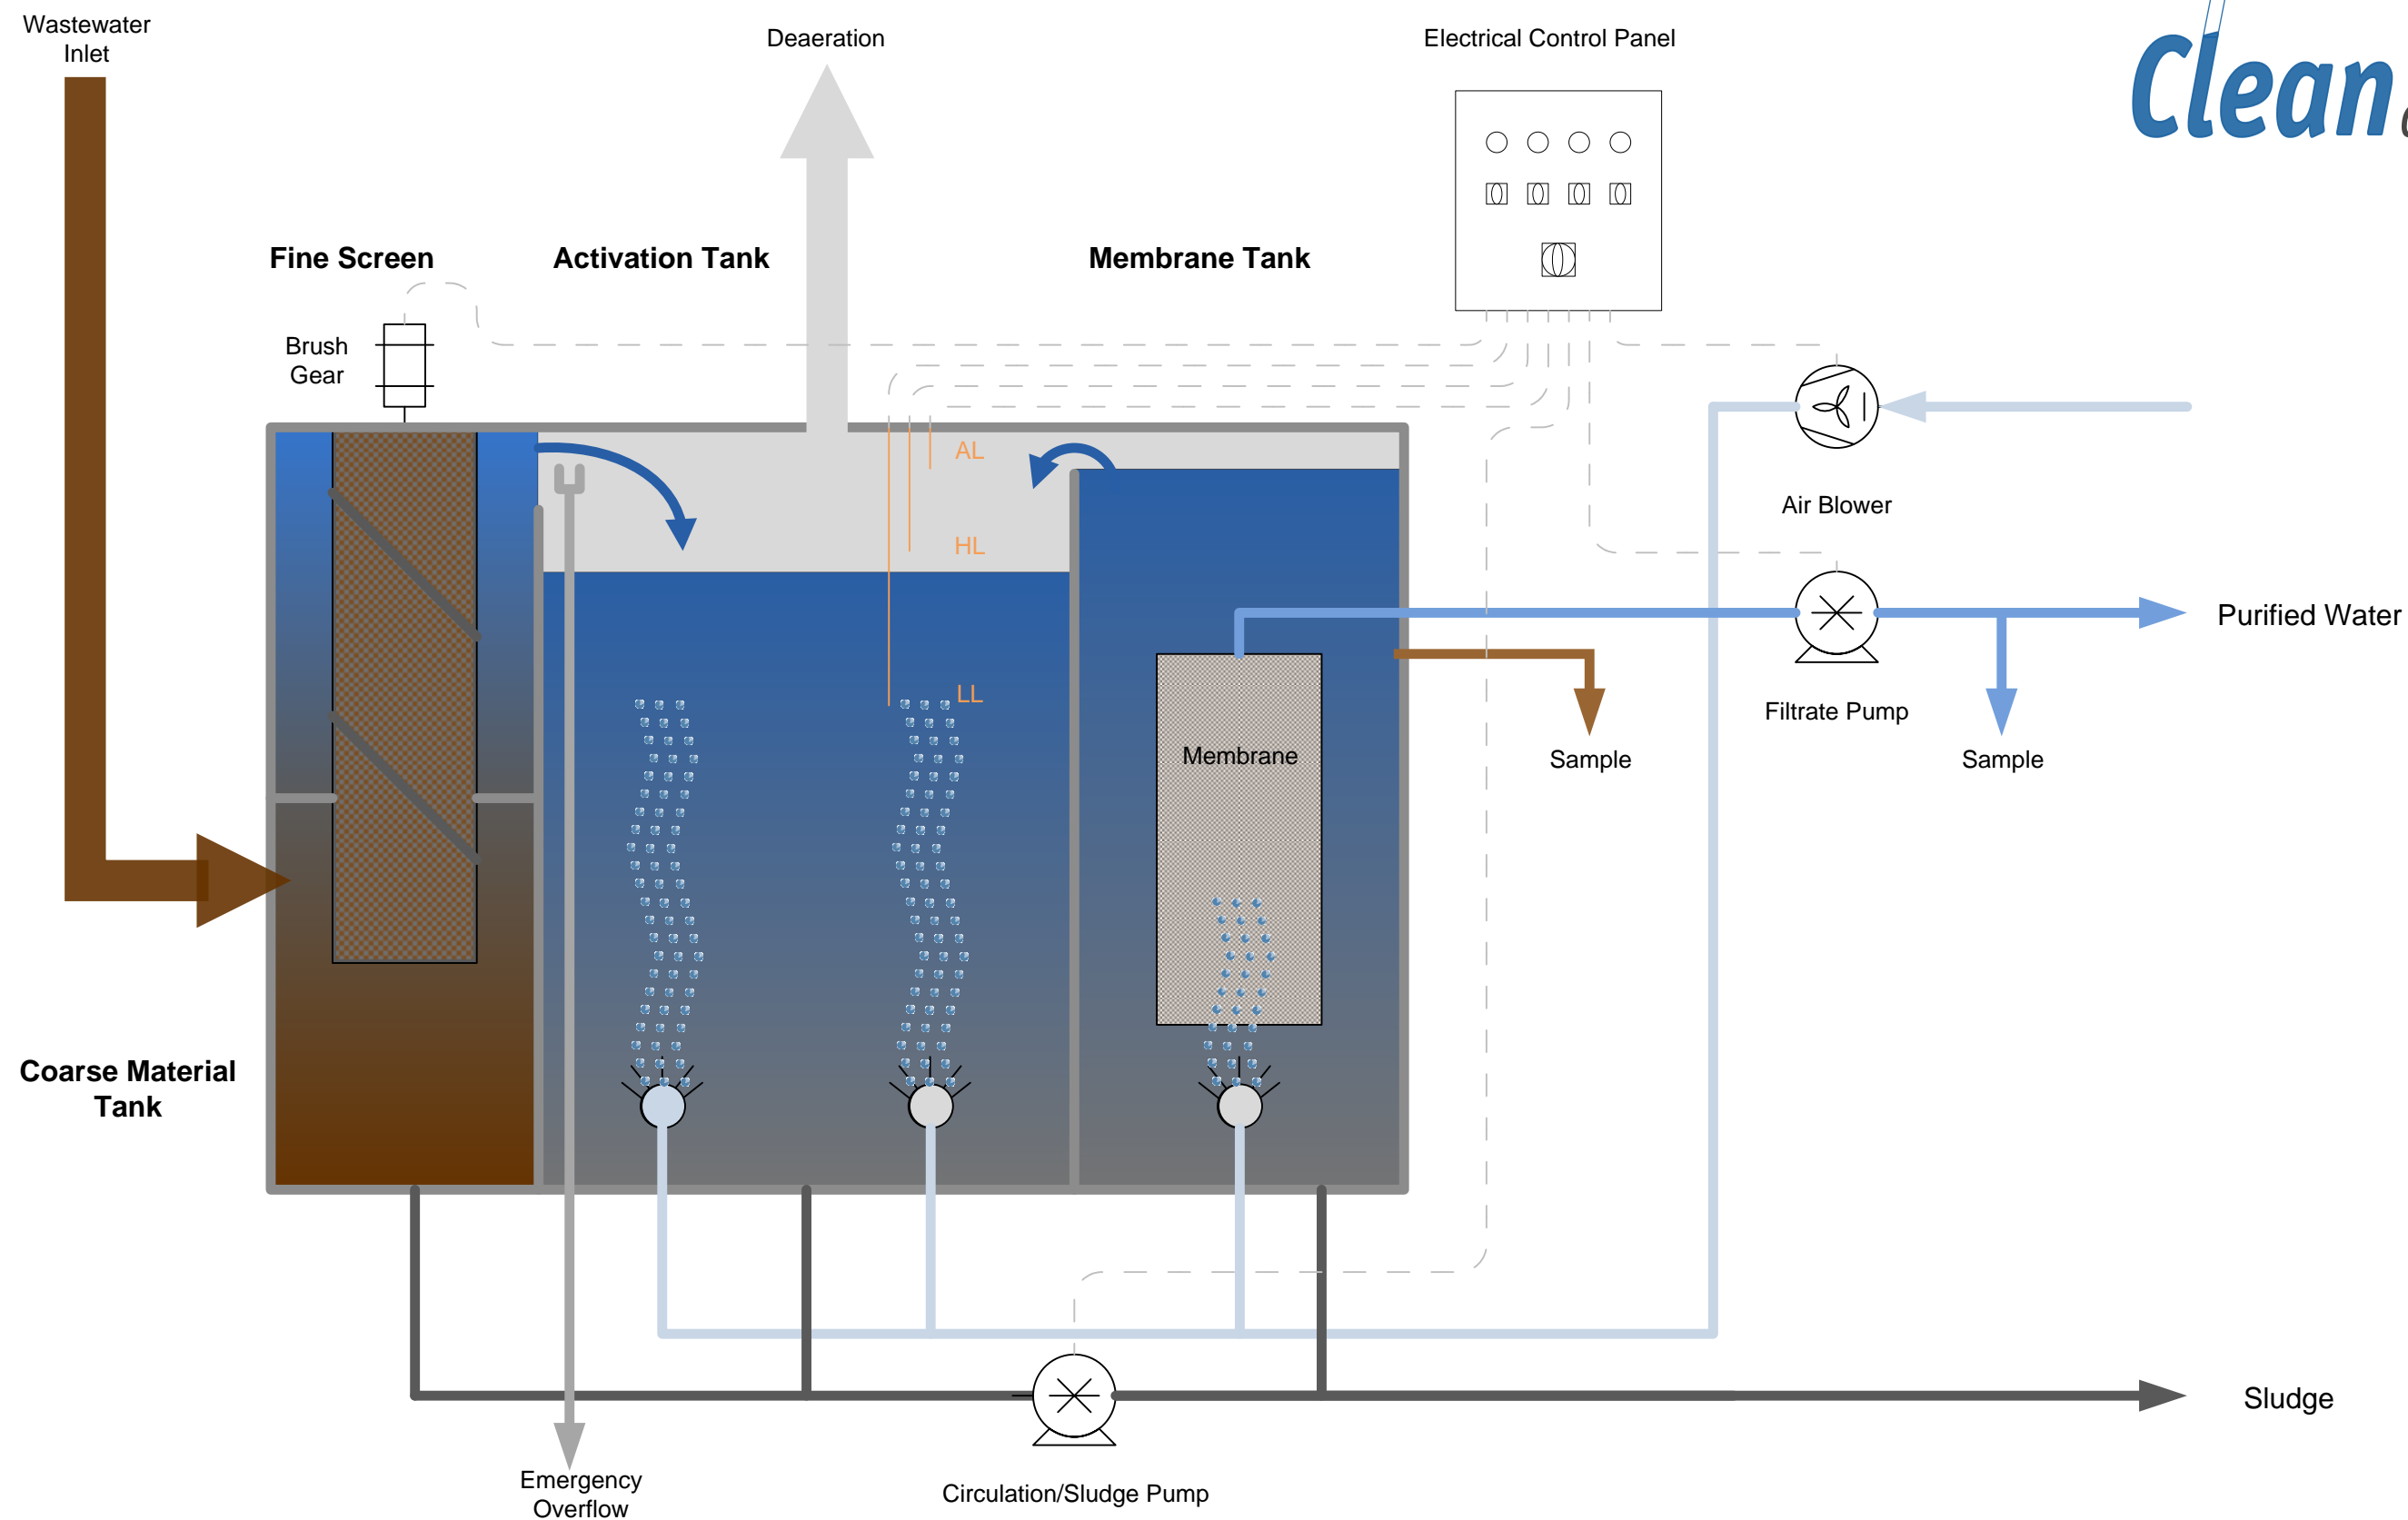 Wastewater
Inlet
Deaeration
Electrical Control Panel
Clean
Fine Screen
Activation Tank
Membrane Tank
Brush
Gear
AL
Air Blower
HL
Purified Water
LL
Filtrate Pump
Membrane
Sample
Sample
Coarse Material
Tank
Sludge
Emergency
Overflow
Circulation/Sludge Pump